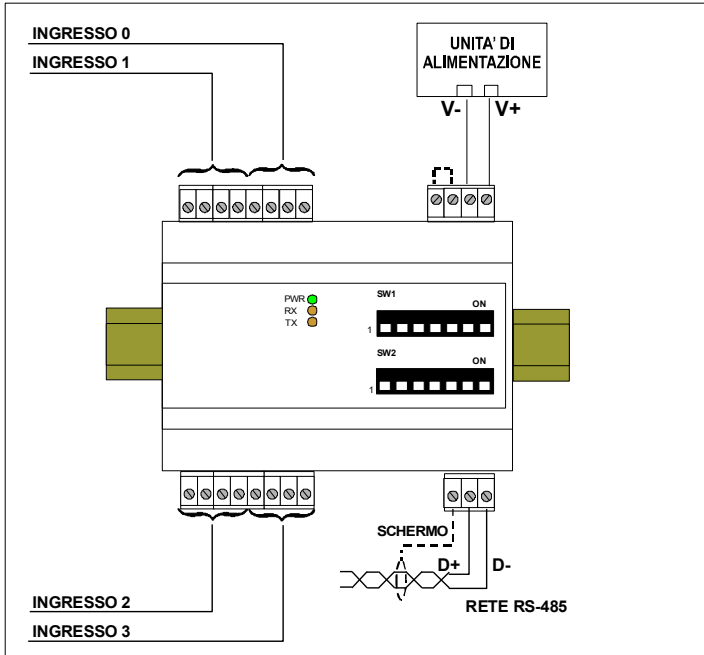 INGRESSO 0
INGRESSO 1
UNITA' DI
ALIMENTAZIONE
V- V+
PWR
RX
TX
SW1
ON
1
SW2
ON
1
SCHERMO
D+ D-
RETE RS-485
INGRESSO 2
INGRESSO 3